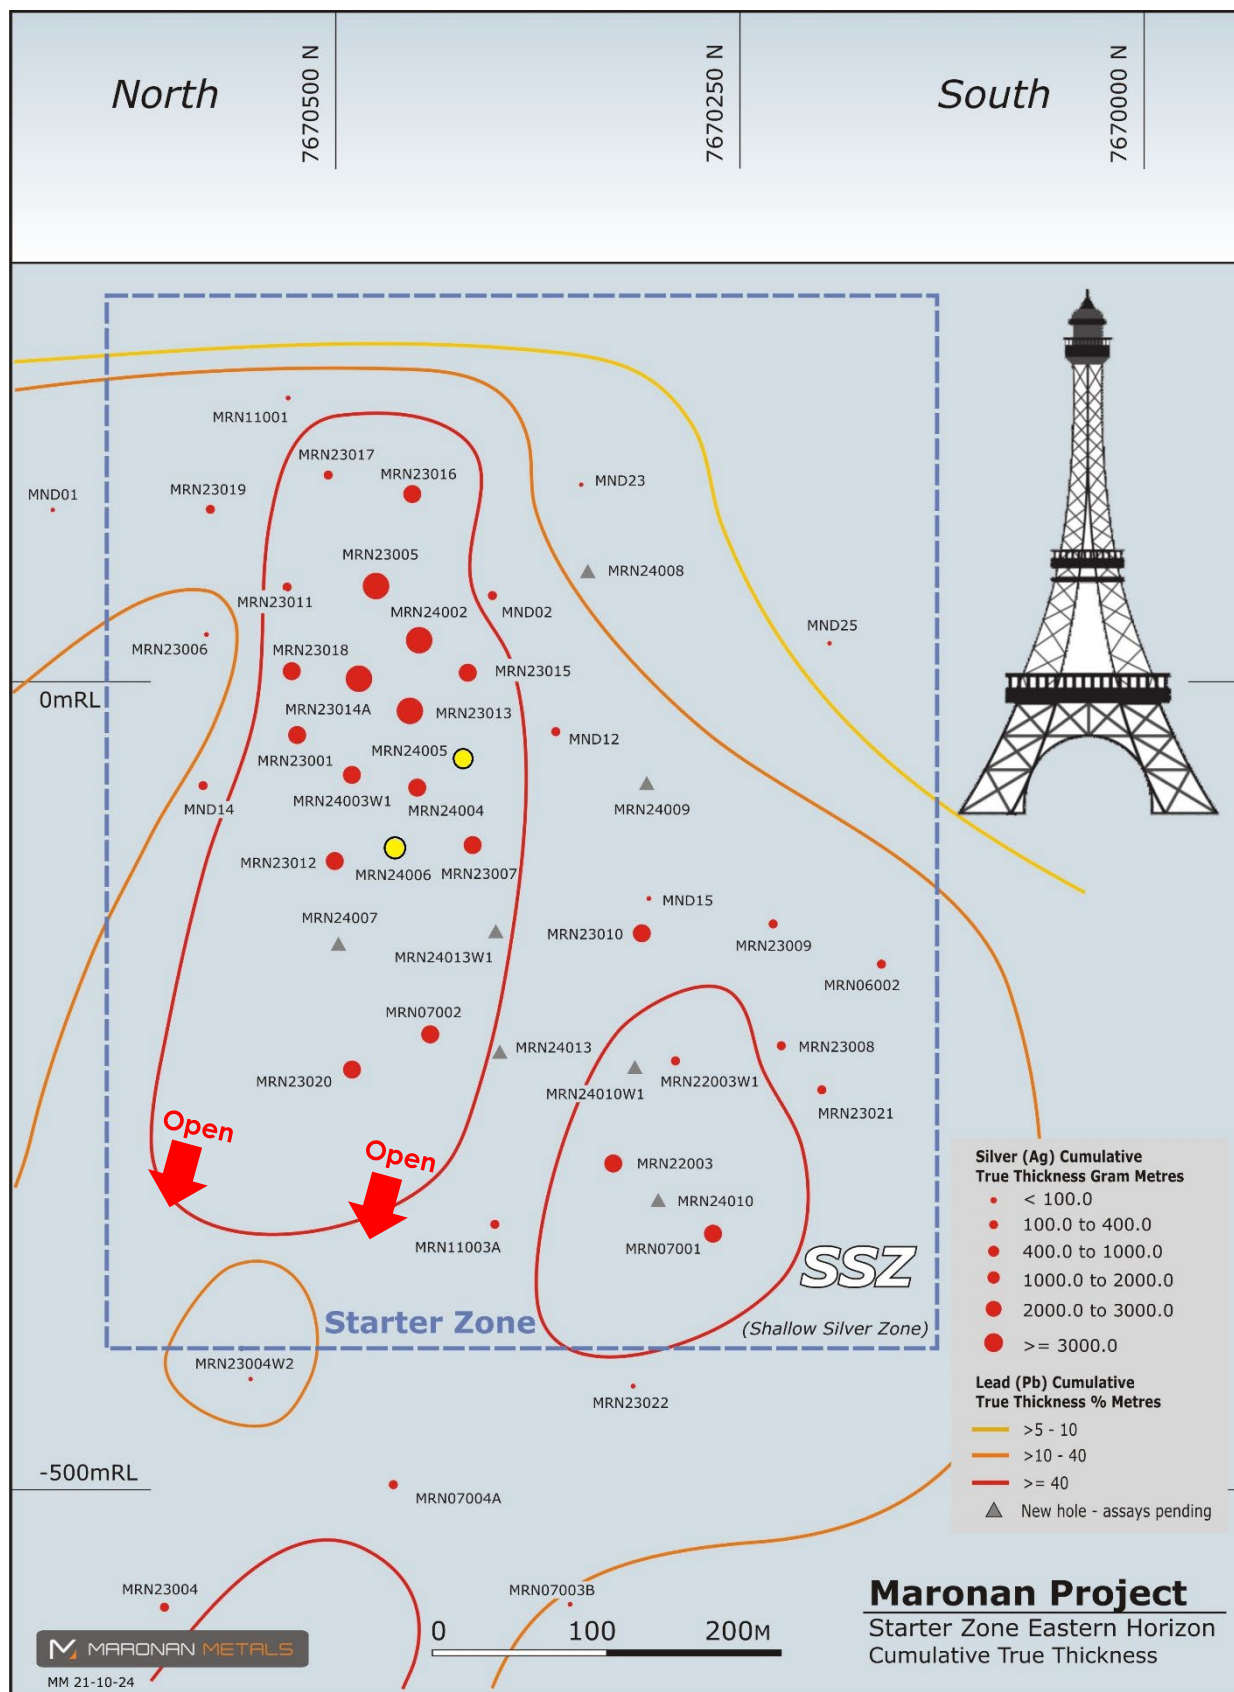 North
7670500 N
7670250 N
South
7670000 N
MRN11001
MRN23017
MRN23016
MND23
MND01
MRN23019
MRN23005
MRN24008
MRN23011
MRN24002
MND02
MND25
MRN23006
MRN23018
MRN23015
0mRL
MRN23014A
MRN23013
MRN24005
MND12
MRN23001
MRN24003W1
MND14
MRN24004
MRN24009
MRN23012
MRN24006
MRN23007
MND15
MRN24007
MRN23010
MRN23009
MRN24013W1
MRN06002
MRN07002
MRN24013
MRN23008
MRN23020
MRN24010W1
MRN22003W1
MRN23021
Open
Open
MRN22003
MRN24010
MRN11003A
MRN07001
SSZ
Starter Zone
(Shallow Silver Zone)
MRN23004W2
MRN23022
Silver (Ag) Cumulative
True Thickness Gram Metres
< 100.0
100.0 to 400.0
400.0 to 1000.0
1000.0 to 2000.0
2000.0 to 3000.0
>= 3000.0
Lead (Pb) Cumulative
True Thickness % Metres
>5 - 10
>10 - 40
>= 40
New hole - assays pending
-500mRL
MRN07004A
MRN23004
MRN07003B
MARONAN METALS
MM 21-10-24
0 100 200M
Maronan Project
Starter Zone Eastern Horizon
Cumulative True Thickness